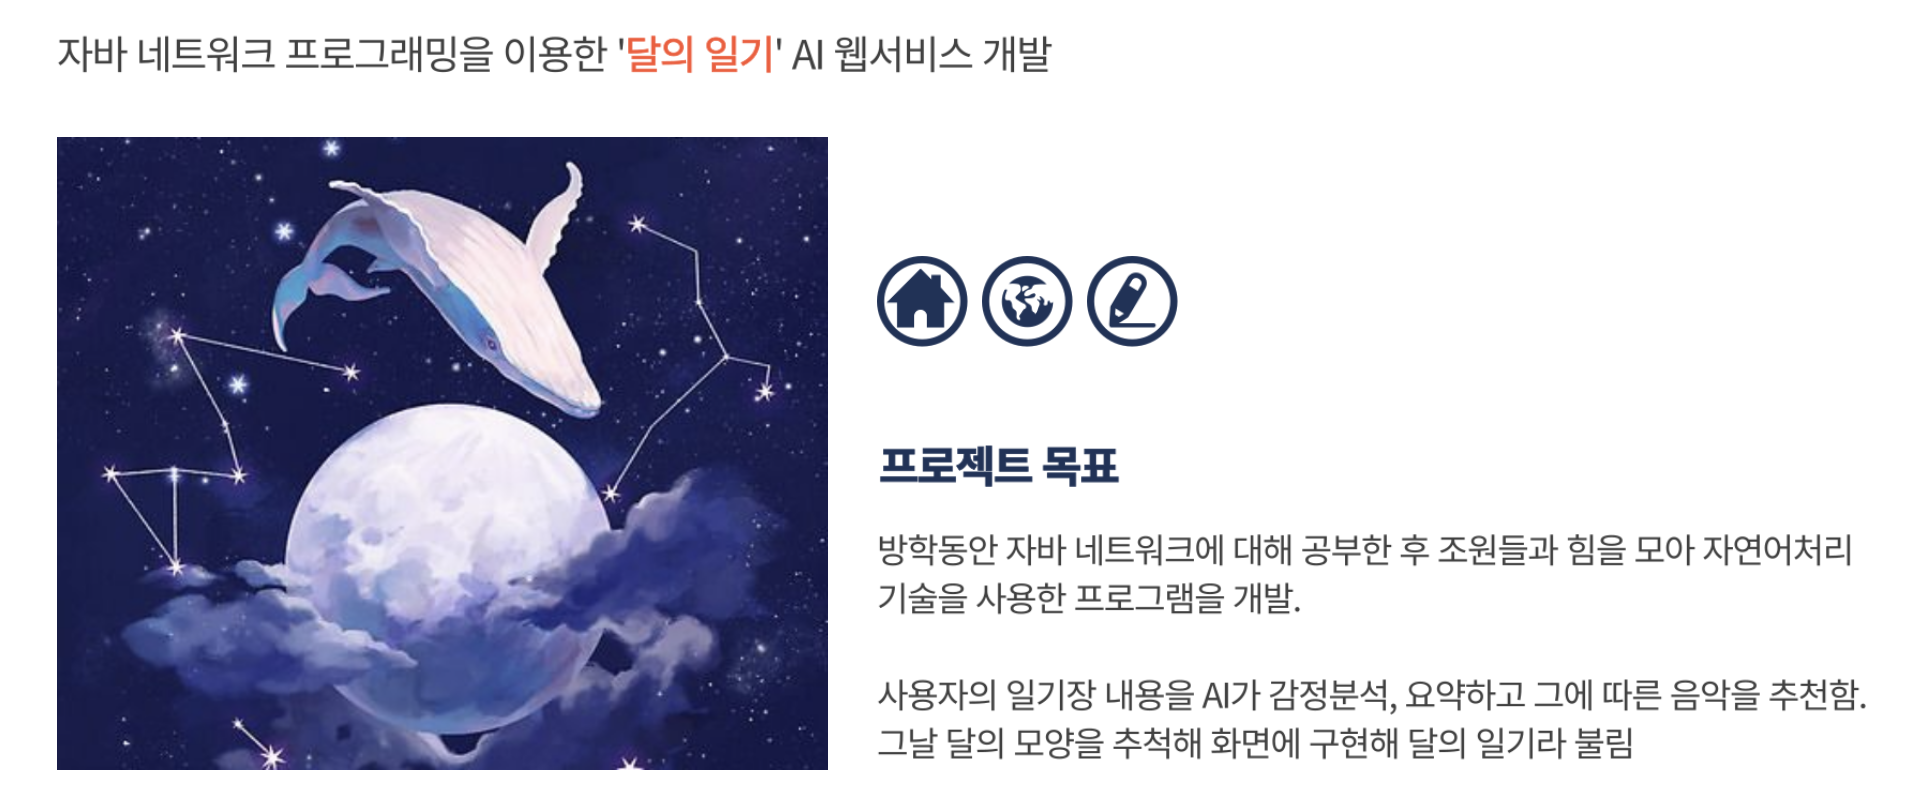 자바 네트워크 프로그래밍을 이용한 '달의 일기' AI 웹서비스 개발
프로젝트 목표
방학동안 자바 네트워크에 대해 공부한 후 조원들과 힘을 모아 자연어처리
기술을 사용한 프로그램을 개발.
사용자의 일기장 내용을 AI가 감정분석, 요약하고 그에 따른 음악을 추천함.
그날 달의 모양을 추척해 화면에 구현해 달의 일기라 불림